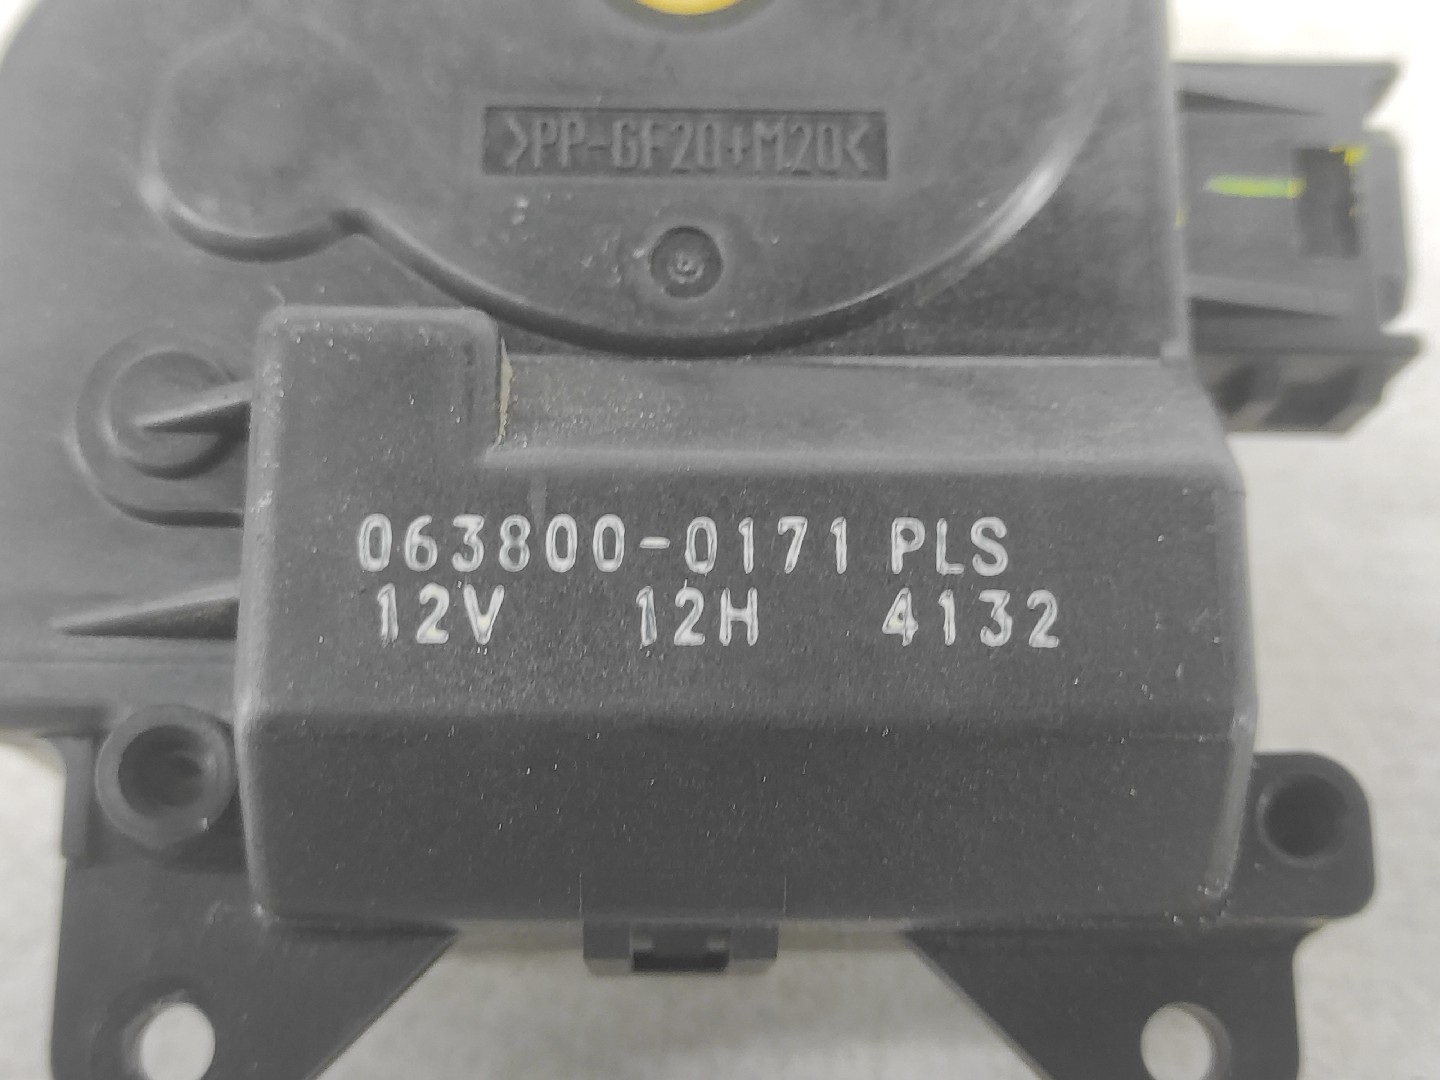 >PP-GF20+M20<
063800-0171 PLS
12V 12H 4132